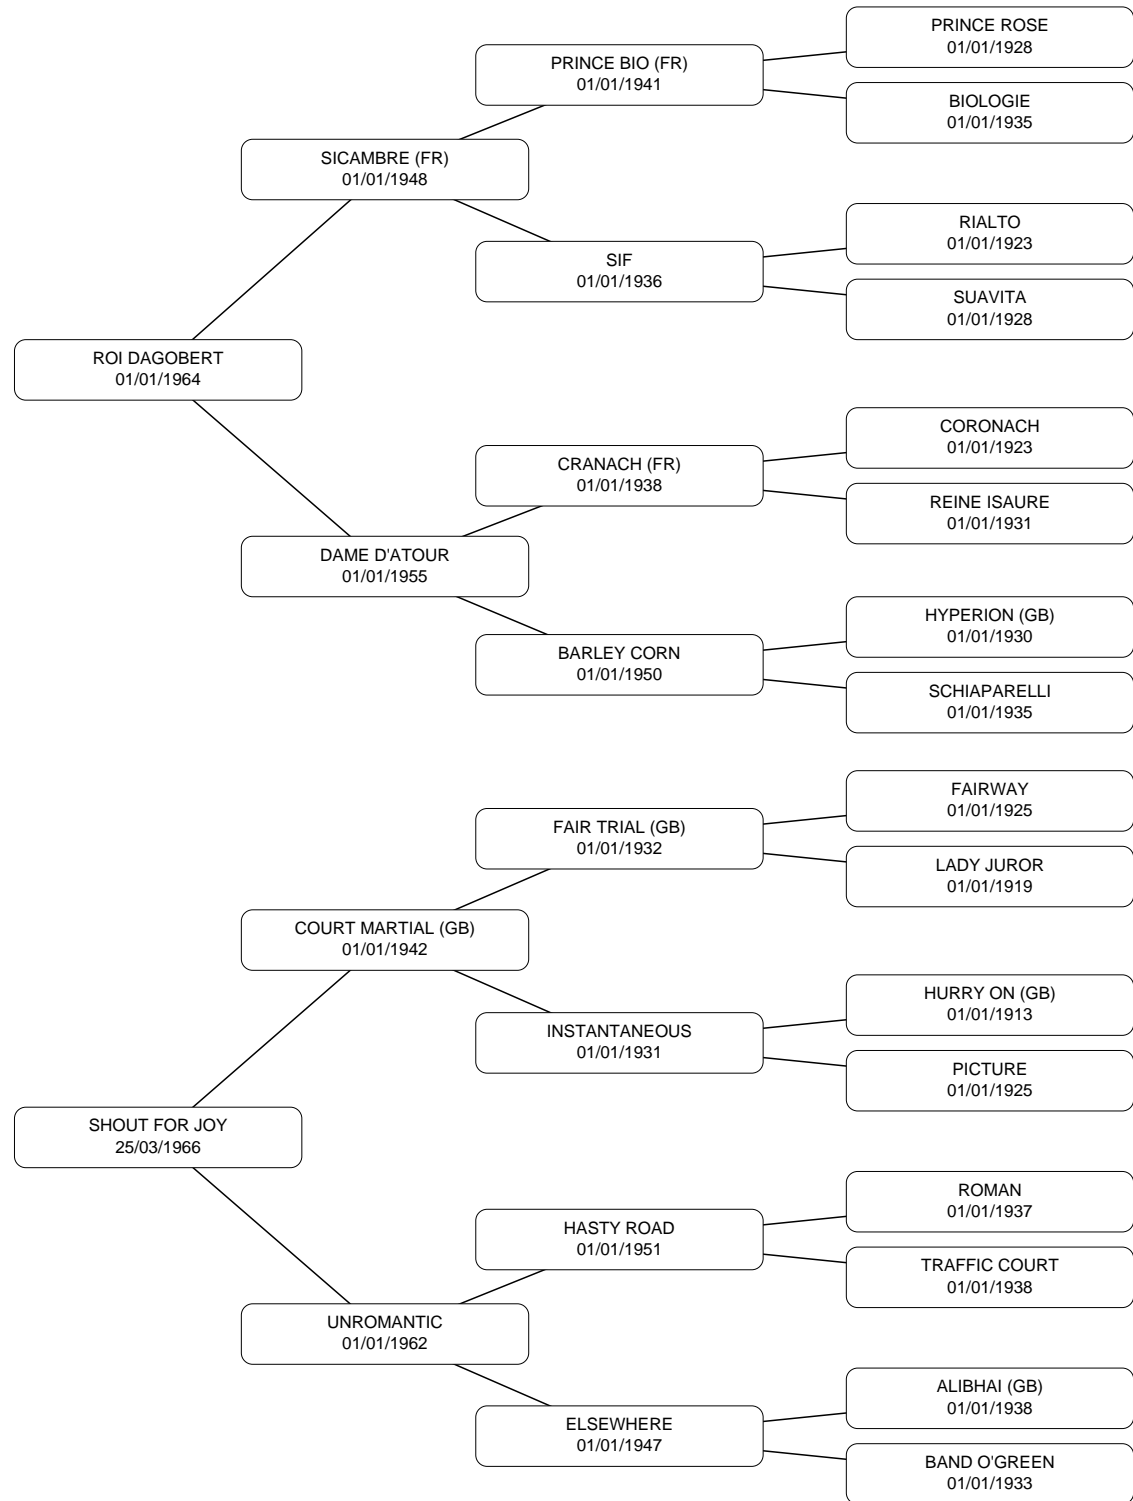 PRINCE ROSE
01/01/1928
PRINCE BIO (FR)
01/01/1941
BIOLOGIE
01/01/1935
SICAMBRE (FR)
01/01/1948
RIALTO
01/01/1923
SIF
01/01/1936
SUAVITA
01/01/1928
ROI DAGOBERT
01/01/1964
CORONACH
01/01/1923
CRANACH (FR)
01/01/1938
REINE ISAURE
01/01/1931
DAME D'ATOUR
01/01/1955
HYPERION (GB)
01/01/1930
BARLEY CORN
01/01/1950
SCHIAPARELLI
01/01/1935
FAIRWAY
01/01/1925
FAIR TRIAL (GB)
01/01/1932
LADY JUROR
01/01/1919
COURT MARTIAL (GB)
01/01/1942
HURRY ON (GB)
01/01/1913
INSTANTANEOUS
01/01/1931
PICTURE
01/01/1925
SHOUT FOR JOY
25/03/1966
ROMAN
01/01/1937
HASTY ROAD
01/01/1951
TRAFFIC COURT
01/01/1938
UNROMANTIC
01/01/1962
ALIBHAI (GB)
01/01/1938
ELSEWHERE
01/01/1947
BAND O'GREEN
01/01/1933